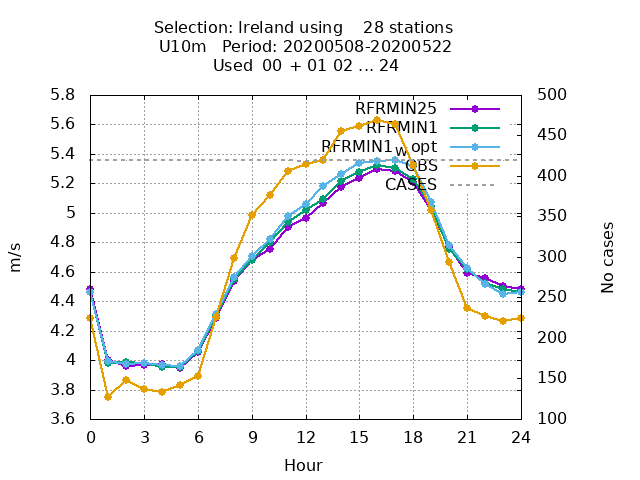 Selection: Ireland using    28 stations
U10m   Period: 20200508-20200522
Used  00 + 01 02 ... 24
5.8
5.6
5.4
5.2
5
4.8
4.6
4.4
4.2
4
3.8
3.6
m/s
RFRMIN25
RFRMIN1
RFRMIN1_w_opt
OBS
CASES
500
450
400
350
300
250
200
150
100
No cases
0 3 6 9 12 15 18 21 24
Hour